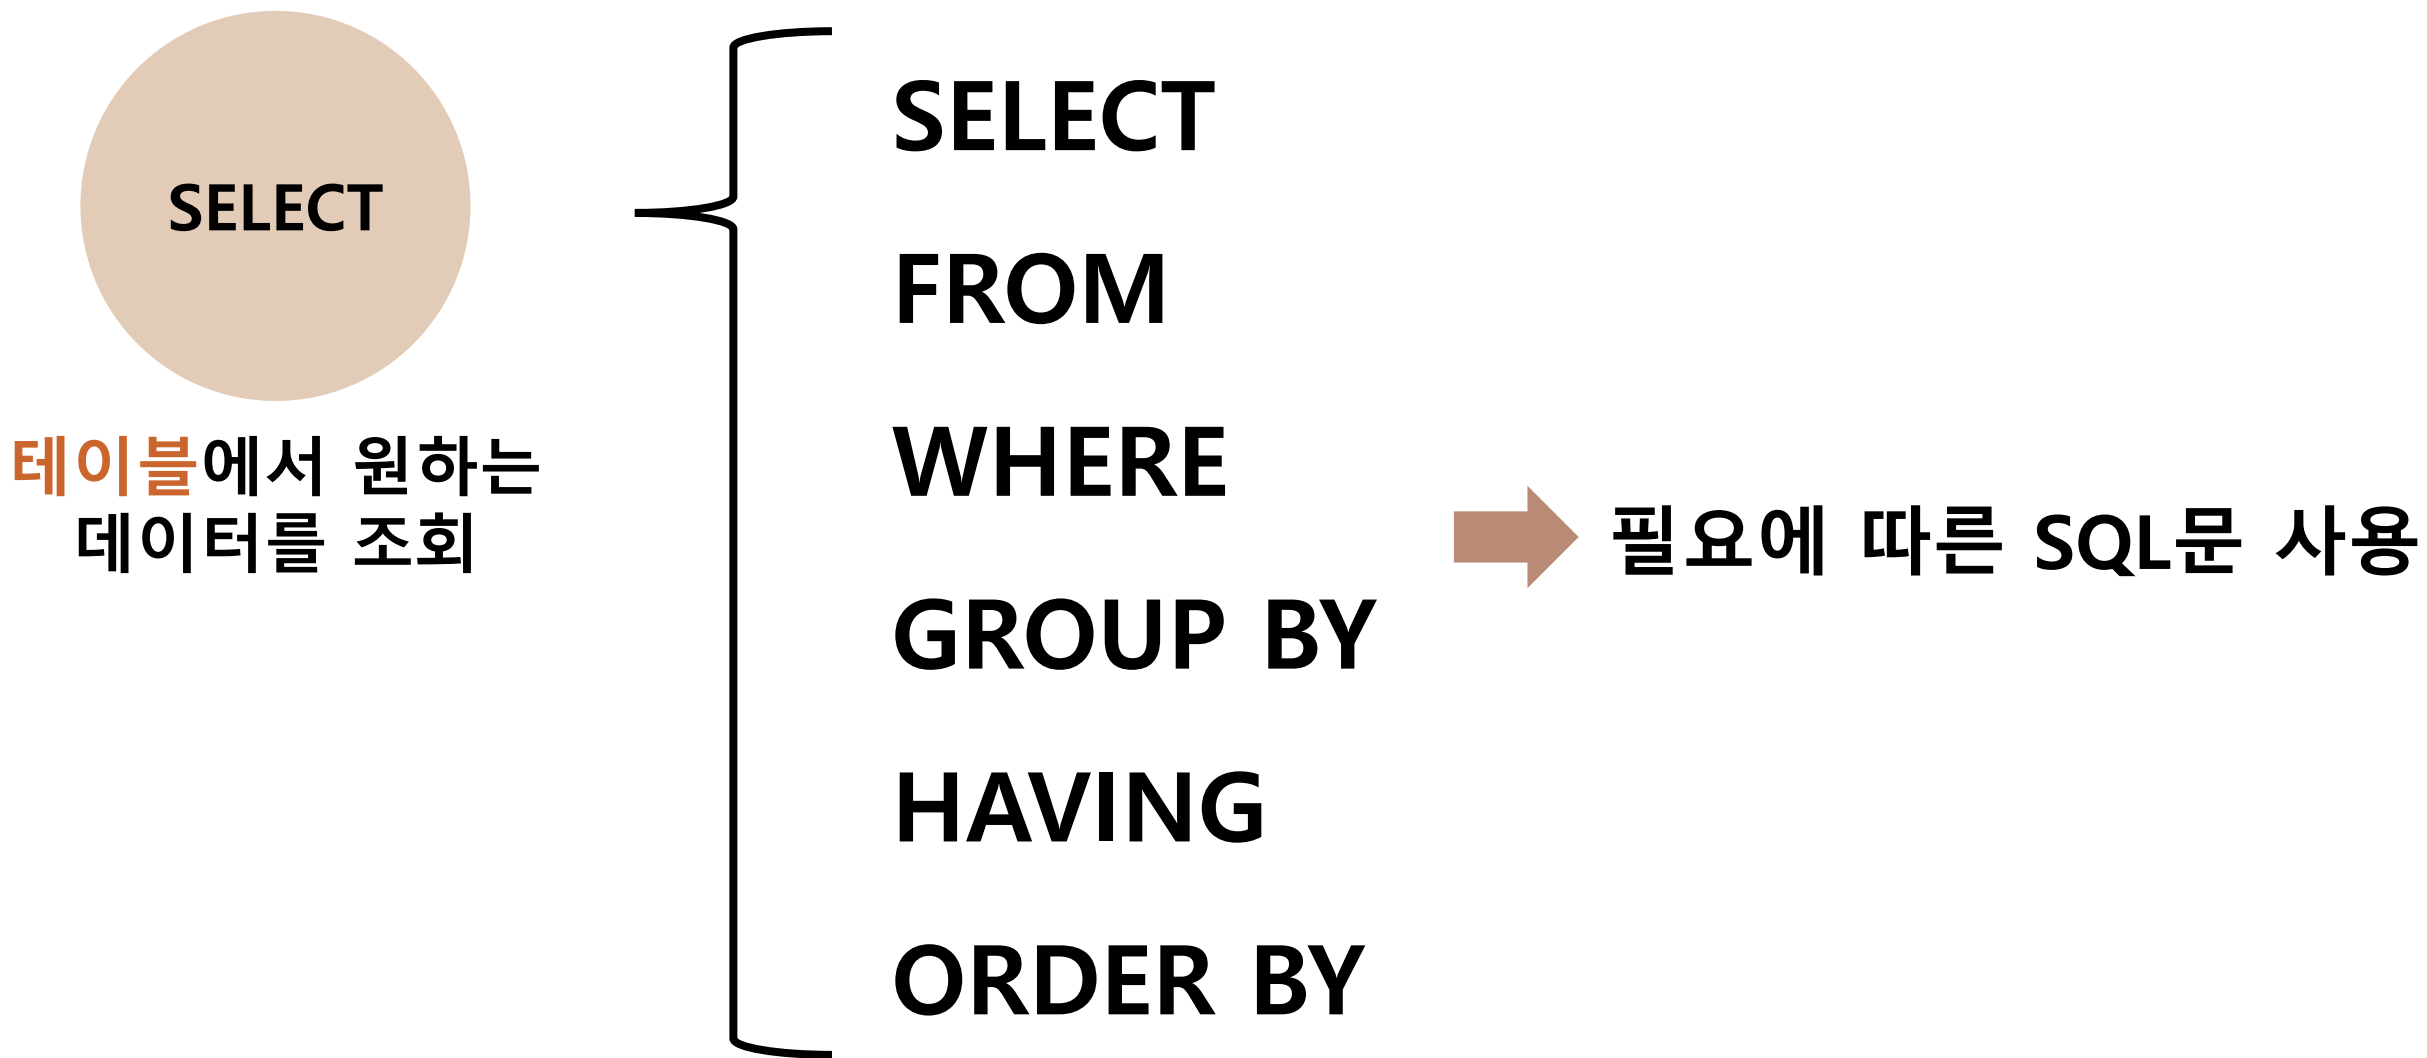 SELECT
테이블에서 원하는
데이터를 조회
SELECT
FROM
WHERE
GROUP BY
HAVING
ORDER BY
필요에 따른 SQL문 사용